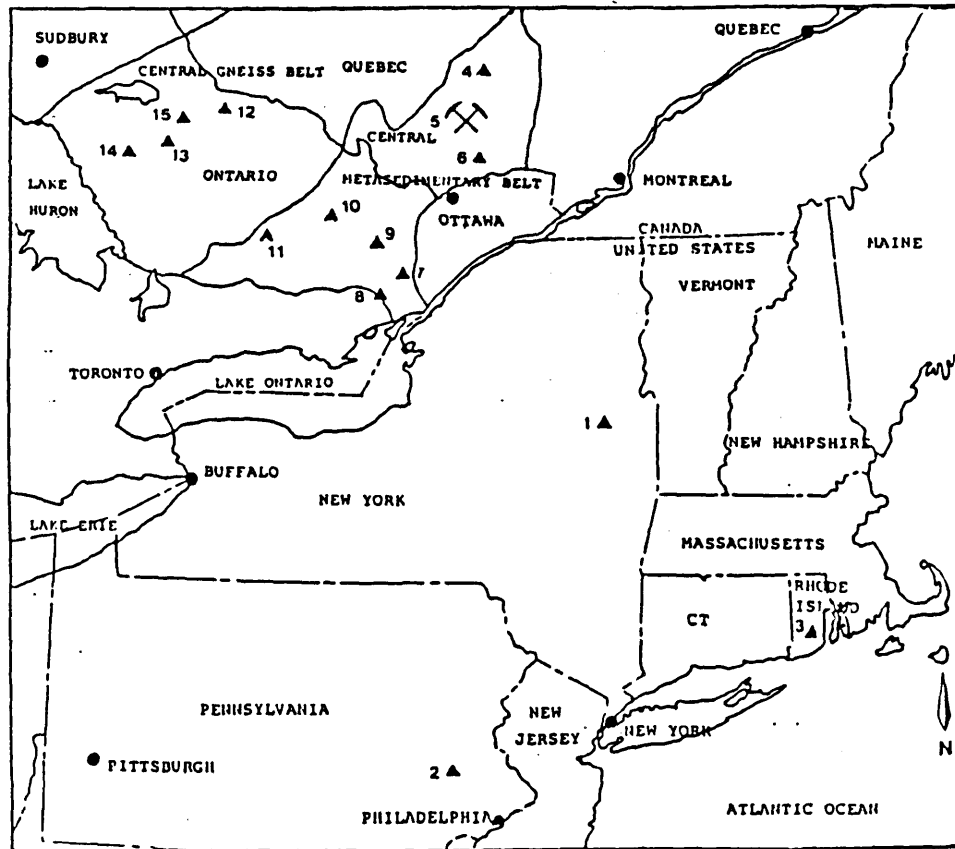 SUDBURY
QUEBEC
CENTRAL GNEISS BELT
QUEBEC
4
15
12
5
CENTRAL
14
13
6
ONTARIO
METASEDIMENTARY BELT
MONTREAL
LAKE
HURON
10
OTTAWA
CANADA
UNITED STATES
MAINE
11
9
7
VERMONT
8
TORONTO
LAKE ONTARIO
1
NEW HAMPSHIRE
BUFFALO
NEW YORK
LAKE ERIE
MASSACHUSETTS
RHODE
ISLAND
CT
3
PENNSYLVANIA
NEW
JERSEY
NEW YORK
N
PITTSBURGH
2
PHILADELPHIA
ATLANTIC OCEAN